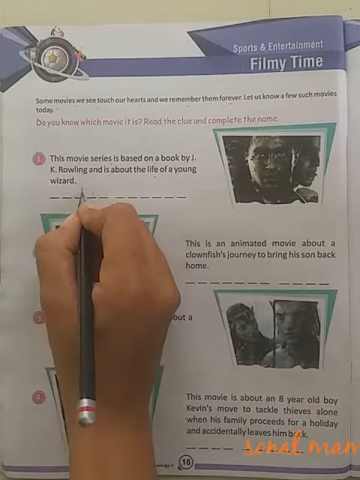 Sports & Entertainment
Filmy Time
Some movies we see touch our hearts and we remember them forever. Let us know a few such movies
today.
Do you know which movie it is? Read the clue and complete the name.
1 This movie series is based on a book by J.
K. Rowling and is about the life of a young
wizard.
This is an animated movie about a
clownfish's journey to bring his son back
home.
3
out a
4 This movie is about an 8 year old boy
Kevin's move to tackle thieves alone
when his family proceeds for a holiday
and accidentally leaves him back.
sonal man
18